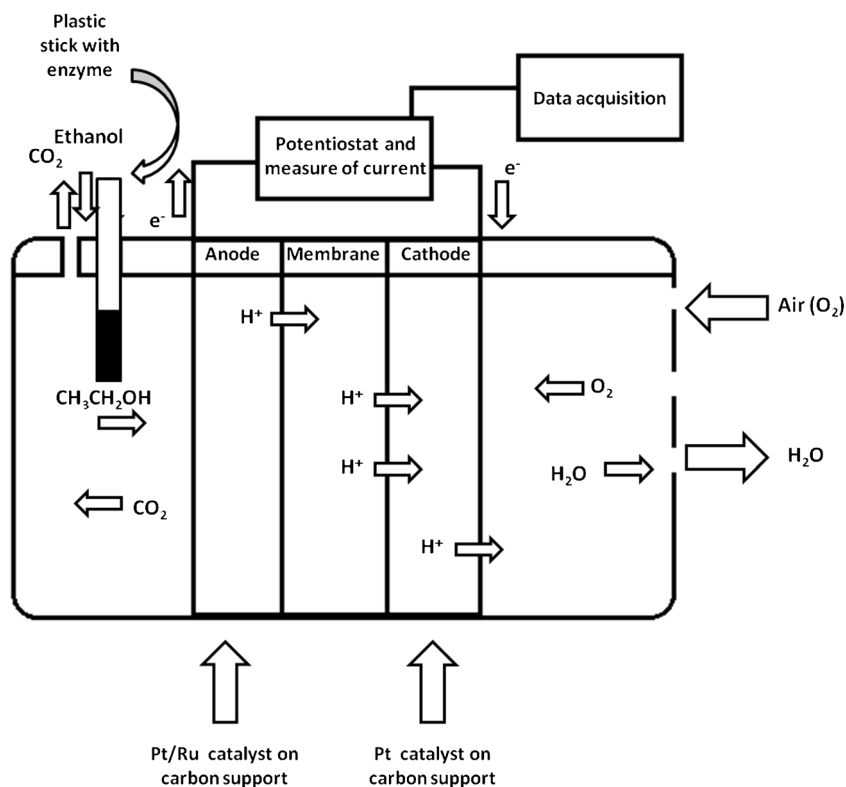 Plastic
stick with
enzyme
Data acquisition
Potentiostat and
measure of current
Ethanol
CO₂
e⁻
e⁻
Anode
Membrane
Cathode
H⁺
Air (O₂)
CH₃CH₂OH
H⁺
O₂
H⁺
H₂O
H₂O
CO₂
H⁺
Pt/Ru catalyst on
carbon support
Pt catalyst on
carbon support